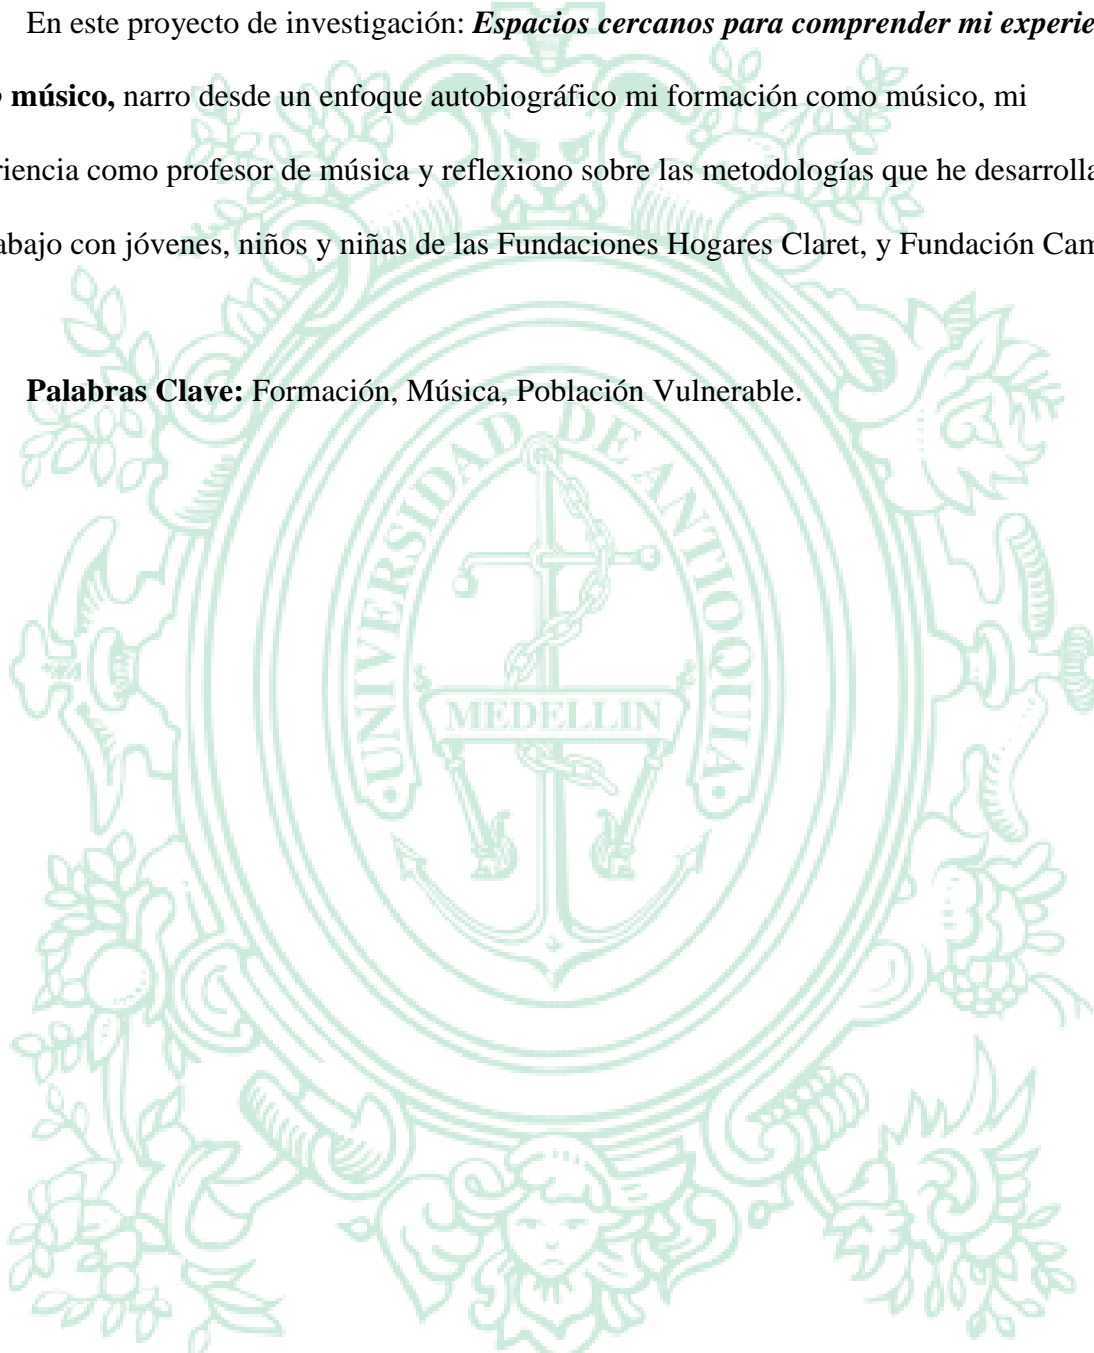 En este proyecto de investigación: Espacios cercanos para comprender mi experie
músico, narro desde un enfoque autobiográfico mi formación como músico, mi
riencia como profesor de música y reflexiono sobre las metodologías que he desarrolla
abajo con jóvenes, niños y niñas de las Fundaciones Hogares Claret, y Fundación Cam
Palabras Clave: Formación, Música, Población Vulnerable.
UNIVERSIDAD DE ANTIOQUIA
MEDELLIN